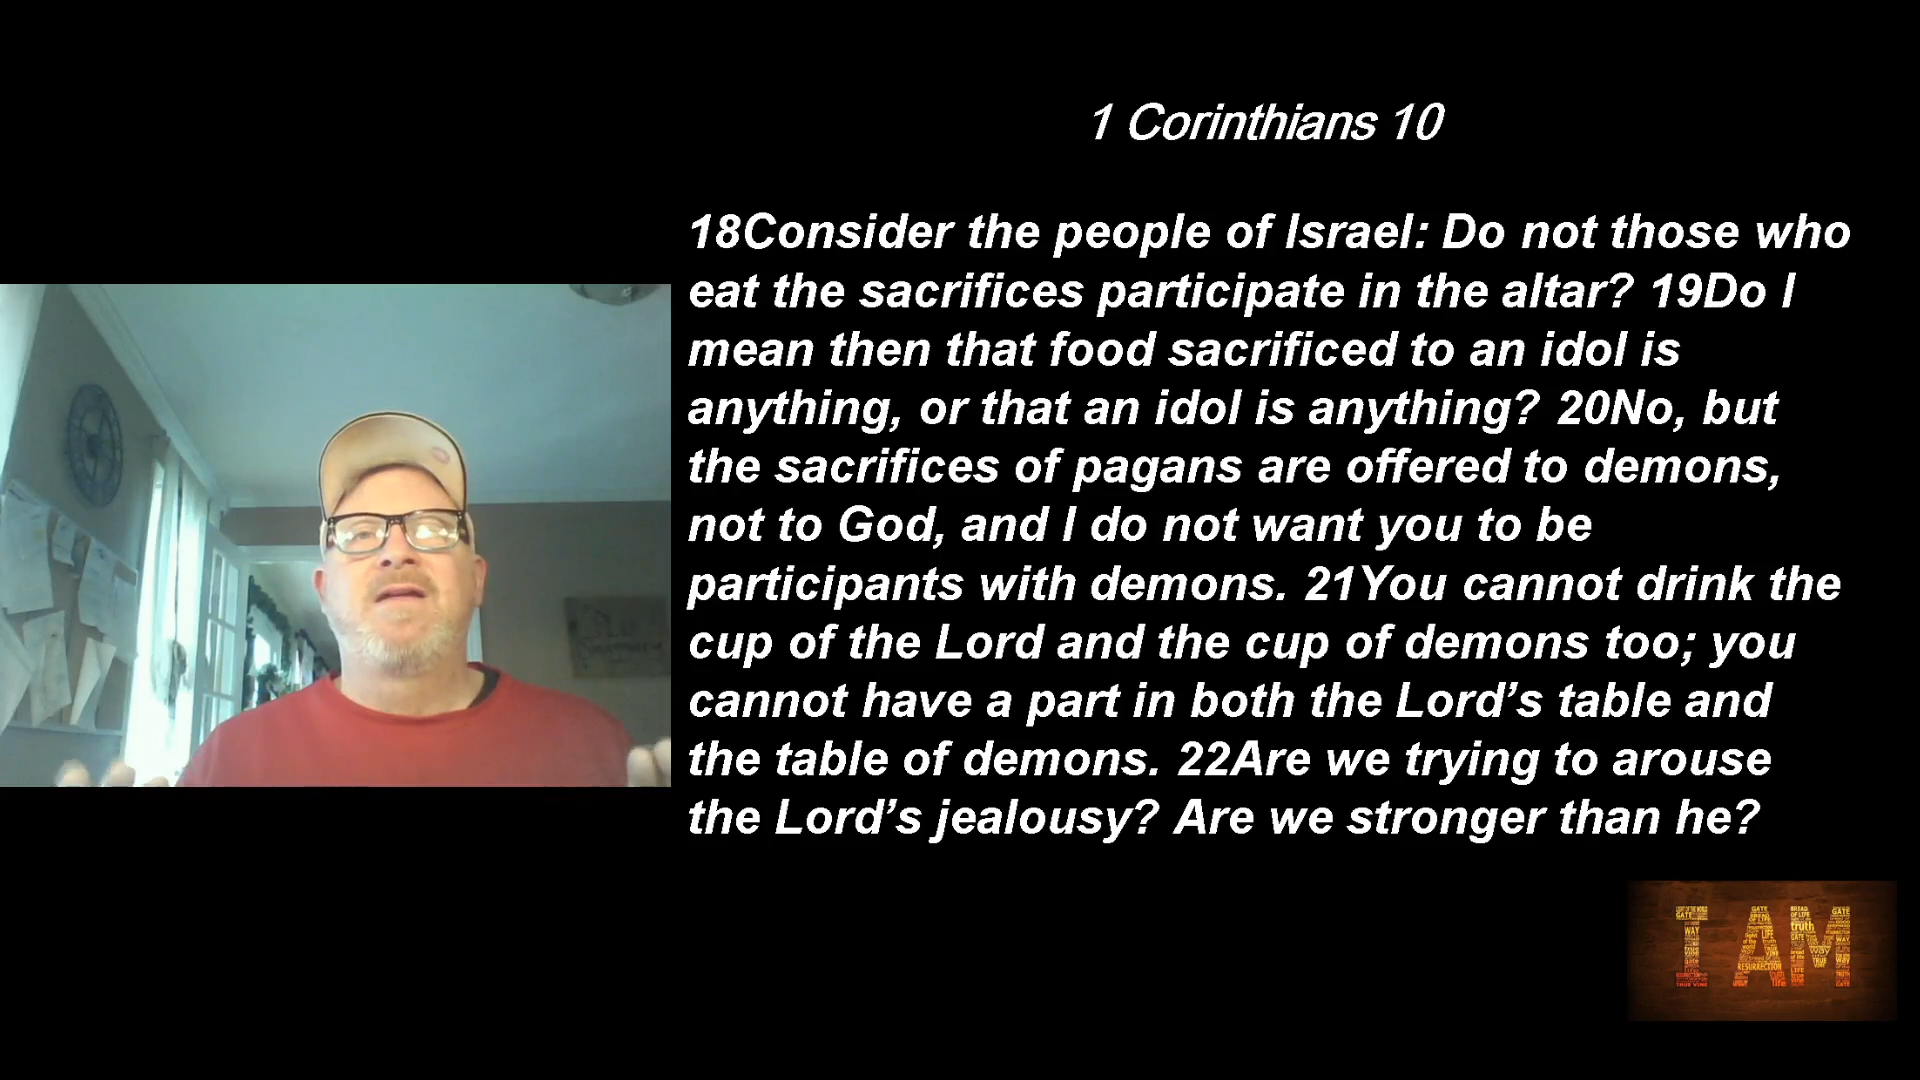 1 Corinthians 10
18Consider the people of Israel: Do not those who
eat the sacrifices participate in the altar? 19Do I
mean then that food sacrificed to an idol is
anything, or that an idol is anything? 20No, but
the sacrifices of pagans are offered to demons,
not to God, and I do not want you to be
participants with demons. 21You cannot drink the
cup of the Lord and the cup of demons too; you
cannot have a part in both the Lord’s table and
the table of demons. 22Are we trying to arouse
the Lord’s jealousy? Are we stronger than he?
I AM